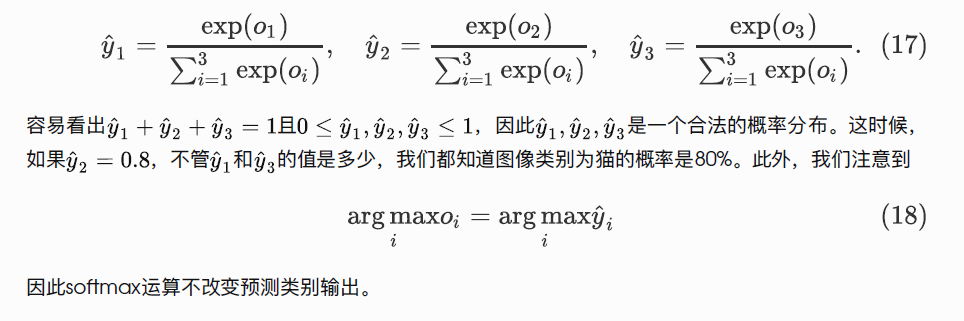 ŷ₁ = exp(o₁) / ∑³ᵢ₌₁ exp(oᵢ), ŷ₂ = exp(o₂) / ∑³ᵢ₌₁ exp(oᵢ), ŷ₃ = exp(o₃) / ∑³ᵢ₌₁ exp(oᵢ). (17)
容易看出ŷ₁ + ŷ₂ + ŷ₃ = 1且0 ≤ ŷ₁, ŷ₂, ŷ₃ ≤ 1，因此ŷ₁, ŷ₂, ŷ₃是一个合法的概率分布。这时候，
如果ŷ₂ = 0.8，不管ŷ₁和ŷ₃的值是多少，我们都知道图像类别为猫的概率是80%。此外，我们注意到
arg maxᵢ oᵢ = arg maxᵢ ŷᵢ (18)
因此softmax运算不改变预测类别输出。